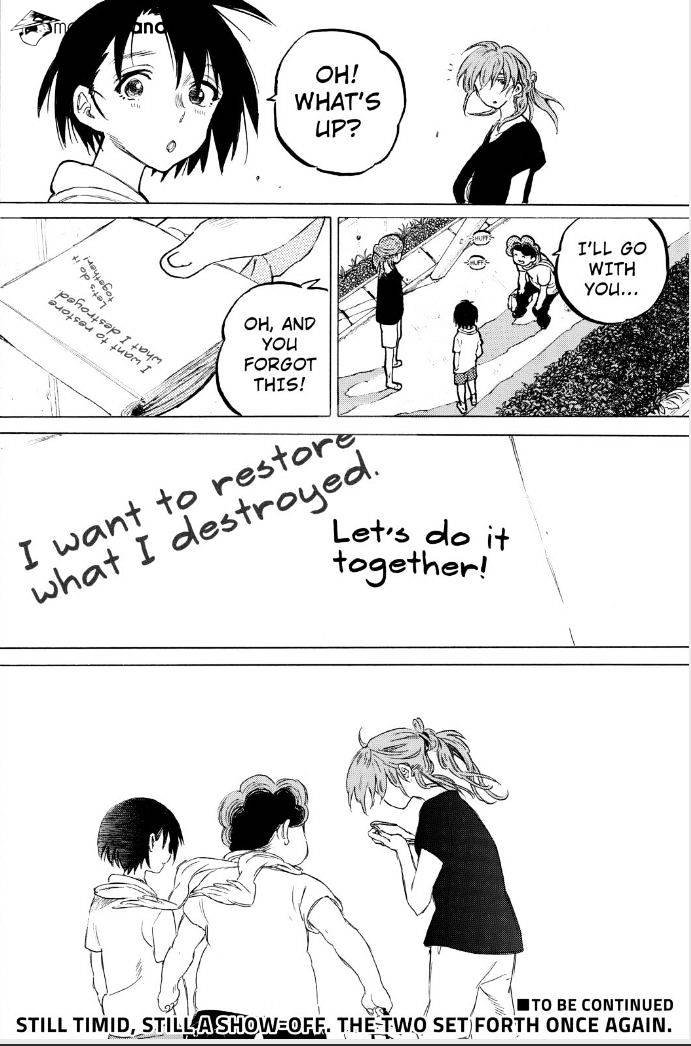 OH!
WHAT'S
UP?
I'LL GO
WITH
YOU...
HUFF
HUFF
OH, AND
YOU
FORGOT
THIS!
I want to restore
what I destroyed
Let's do it
together!
I want to restore
what I destroyed.
Let's do it
together!
■TO BE CONTINUED
STILL TIMID, STILL A SHOW-OFF. THE TWO SET FORTH ONCE AGAIN.